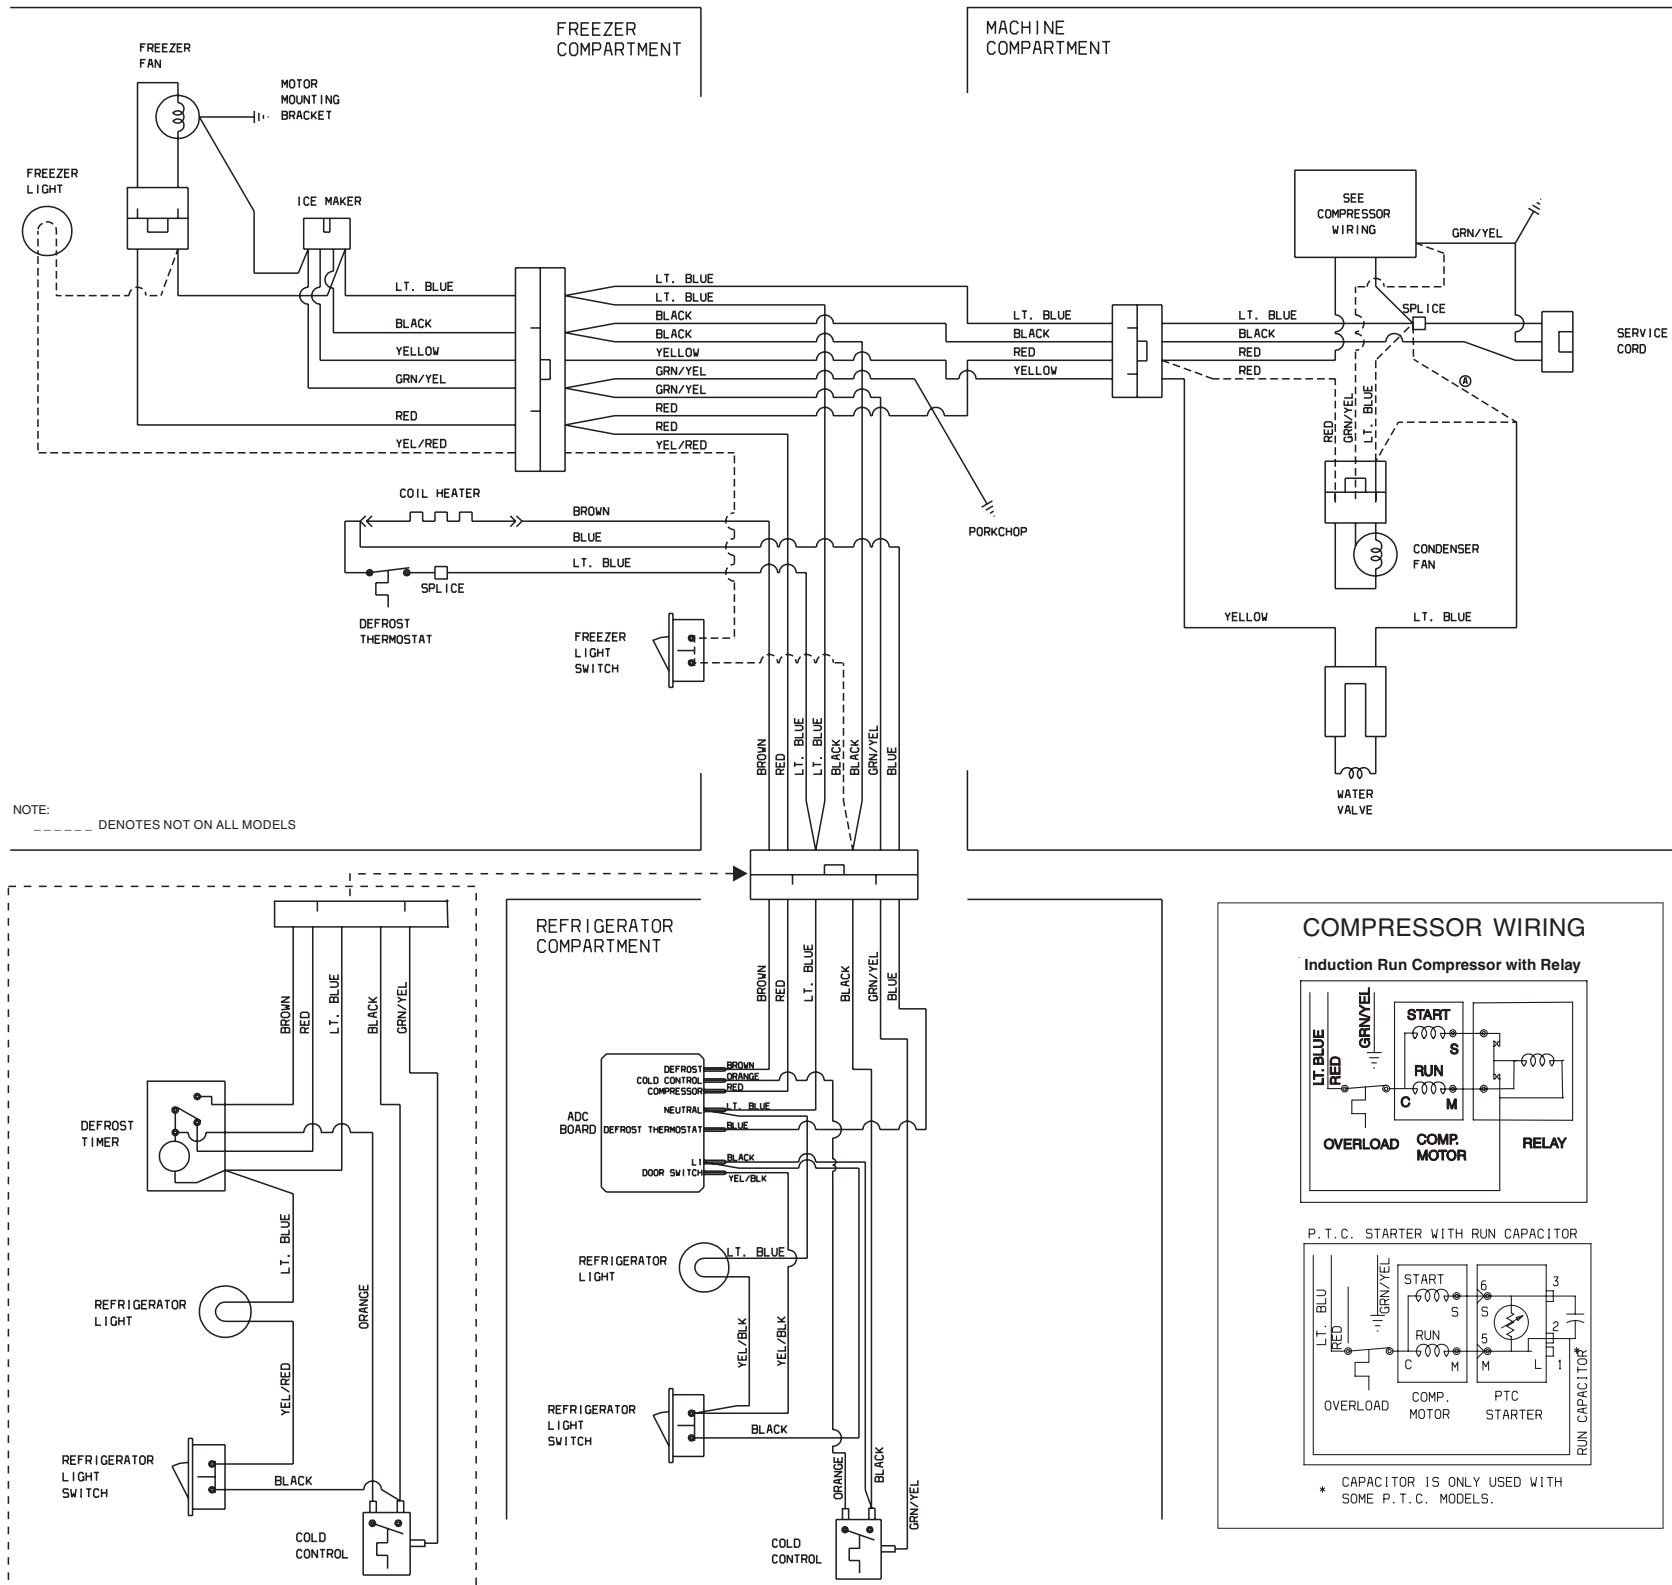 FREEZER
COMPARTMENT
MACHINE
COMPARTMENT
FREEZER
FAN
MOTOR
MOUNTING
BRACKET
FREEZER
LIGHT
ICE MAKER
SEE
COMPRESSOR
WIRING
GRN/YEL
LT. BLUE
BLACK
YELLOW
GRN/YEL
RED
YEL/RED
LT. BLUE
LT. BLUE
BLACK
BLACK
YELLOW
GRN/YEL
GRN/YEL
RED
RED
YEL/RED
LT. BLUE
BLACK
RED
YELLOW
LT. BLUE
BLACK
RED
RED
SPLICE
SERVICE
CORD
A
RED
GRN/YEL
LT. BLUE
PORKCHOP
CONDENSER
FAN
YELLOW
LT. BLUE
WATER
VALVE
COIL HEATER
BROWN
BLUE
LT. BLUE
SPLICE
DEFROST
THERMOSTAT
FREEZER
LIGHT
SWITCH
BROWN
RED
LT. BLUE
LT. BLUE
BLACK
BLACK
GRN/YEL
BLUE
NOTE:
______ DENOTES NOT ON ALL MODELS
BROWN
RED
LT. BLUE
BLACK
GRN/YEL
DEFROST
TIMER
LT. BLUE
REFRIGERATOR
LIGHT
ORANGE
YEL/RED
REFRIGERATOR
LIGHT
SWITCH
BLACK
COLD
CONTROL
REFRIGERATOR
COMPARTMENT
BROWN
RED
LT. BLUE
BLACK
GRN/YEL
BLUE
ADC
BOARD
DEFROST
COLD CONTROL
COMPRESSOR
NEUTRAL
DEFROST THERMOSTAT
L1
DOOR SWITCH
BROWN
ORANGE
RED
LT. BLUE
BLUE
BLACK
YEL/BLK
REFRIGERATOR
LIGHT
LT. BLUE
YEL/BLK
YEL/BLK
REFRIGERATOR
LIGHT
SWITCH
BLACK
ORANGE
BLACK
GRN/YEL
COLD
CONTROL
COMPRESSOR WIRING
Induction Run Compressor with Relay
LT. BLUE
RED
GRN/YEL
START
S
RUN
C
M
OVERLOAD
COMP.
MOTOR
RELAY
P.T.C. STARTER WITH RUN CAPACITOR
LT. BLU
RED
GRN/YEL
START
S
6
S
3
RUN
C
M
5
M
L
2
1
OVERLOAD
COMP.
MOTOR
PTC
STARTER
RUN CAPACITOR *
* CAPACITOR IS ONLY USED WITH
SOME P.T.C. MODELS.